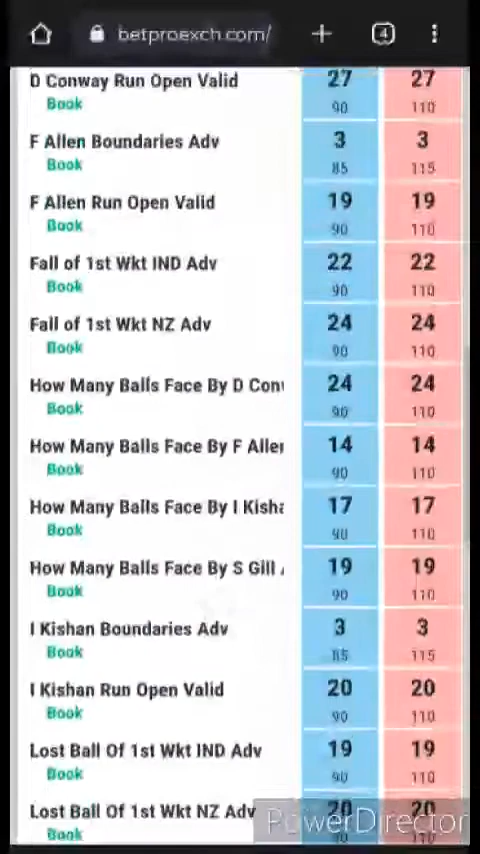 betproexch.com/ 4
D Conway Run Open Valid 27 27
Book 90 110
F Allen Boundaries Adv 3 3
Book 85 115
F Allen Run Open Valid 19 19
Book 90 110
Fall of 1st Wkt IND Adv 22 22
Book 90 110
Fall of 1st Wkt NZ Adv 24 24
Book 90 110
How Many Balls Face By D Con 24 24
Book 90 110
How Many Balls Face By F Aller 14 14
Book 90 110
How Many Balls Face By I Kisha 17 17
Book 90 110
How Many Balls Face By S Gill 19 19
Book 90 110
I Kishan Boundaries Adv 3 3
Book 85 115
I Kishan Run Open Valid 20 20
Book 90 110
Lost Ball Of 1st Wkt IND Adv 19 19
Book 90 110
Lost Ball Of 1st Wkt NZ Adv 20 20
Book
PowerDirector